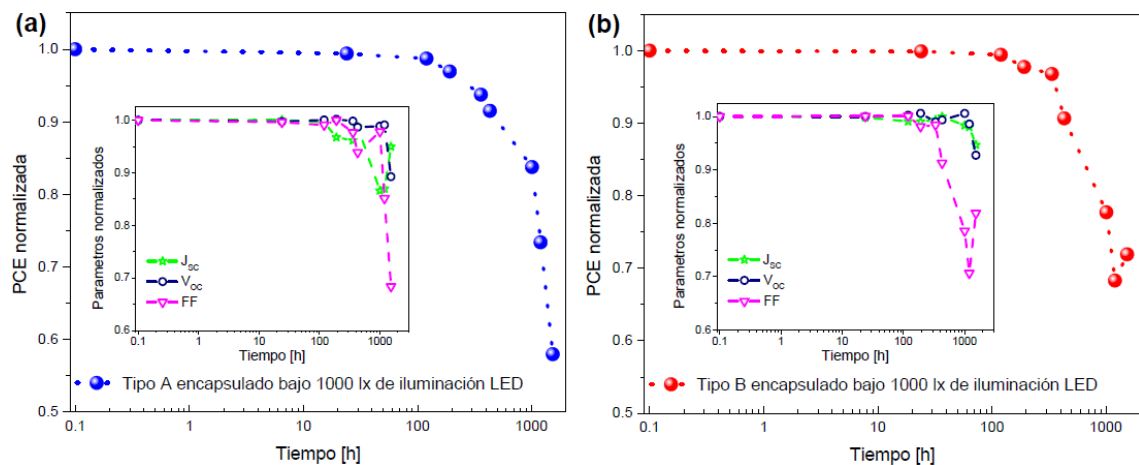 (a)
PCE normalizada
1.0
0.9
0.8
0.7
0.6
0.5
Parametros normalizados
1.0
0.9
0.8
0.7
0.6
J_sc
V_oc
FF
0.1 1 10 100 1000
Tiempo [h]
Tipo A encapsulado bajo 1000 lx de iluminación LED
0.1 1 10 100 1000
Tiempo [h]
(b)
PCE normalizada
1.0
0.9
0.8
0.7
0.6
0.5
Parametros normalizados
1.0
0.9
0.8
0.7
0.6
J_sc
V_oc
FF
0.1 1 10 100 1000
Tiempo [h]
Tipo B encapsulado bajo 1000 lx de iluminación LED
0.1 1 10 100 1000
Tiempo [h]